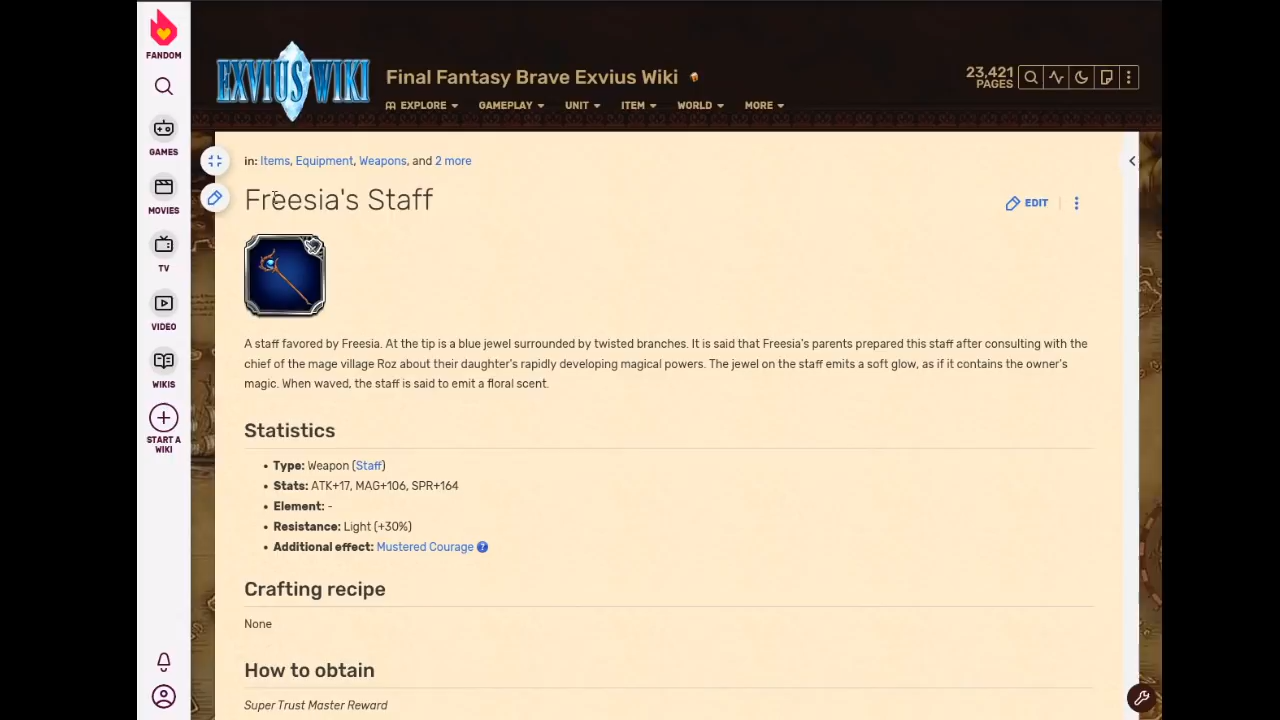 FANDOM
GAMES
MOVIES
TV
VIDEO
WIKIS
START A
WIKI
EXVIUS WIKI
Final Fantasy Brave Exvius Wiki
23,421
PAGES
EXPLORE
GAMEPLAY
UNIT
ITEM
WORLD
MORE
in: Items, Equipment, Weapons, and 2 more
Freesia's Staff
EDIT
A staff favored by Freesia. At the tip is a blue jewel surrounded by twisted branches. It is said that Freesia's parents prepared this staff after consulting with the
chief of the mage village Roz about their daughter's rapidly developing magical powers. The jewel on the staff emits a soft glow, as if it contains the owner's
magic. When waved, the staff is said to emit a floral scent.
Statistics
• Type: Weapon (Staff)
• Stats: ATK+17, MAG+106, SPR+164
• Element: -
• Resistance: Light (+30%)
• Additional effect: Mustered Courage ?
Crafting recipe
None
How to obtain
Super Trust Master Reward